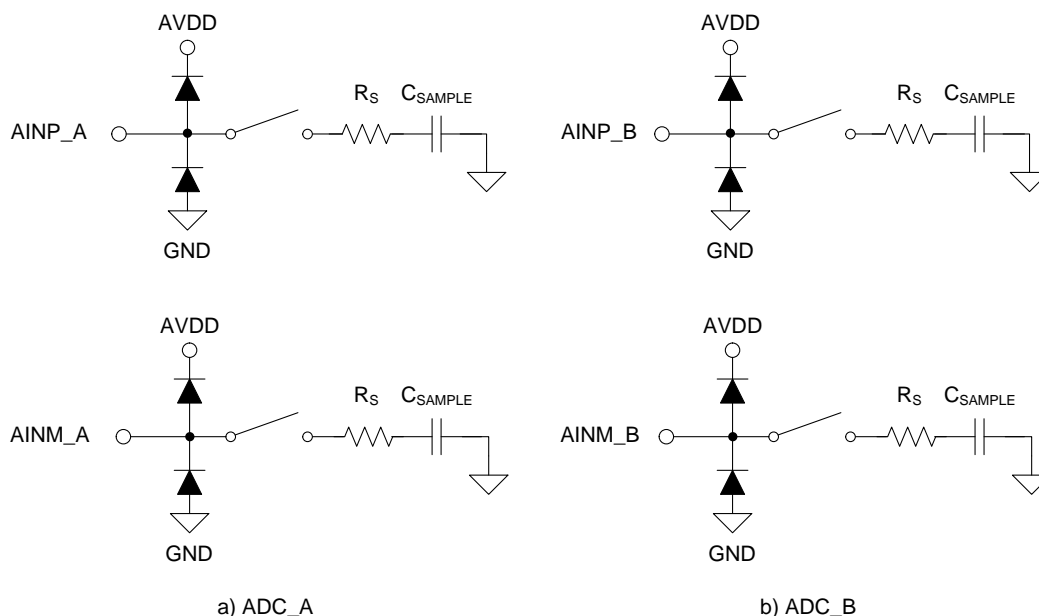 AVDD
AINP_A
RS CSAMPLE
GND
AVDD
AINP_B
RS CSAMPLE
GND
AVDD
AINM_A
RS CSAMPLE
GND
AVDD
AINM_B
RS CSAMPLE
GND
a) ADC_A
b) ADC_B